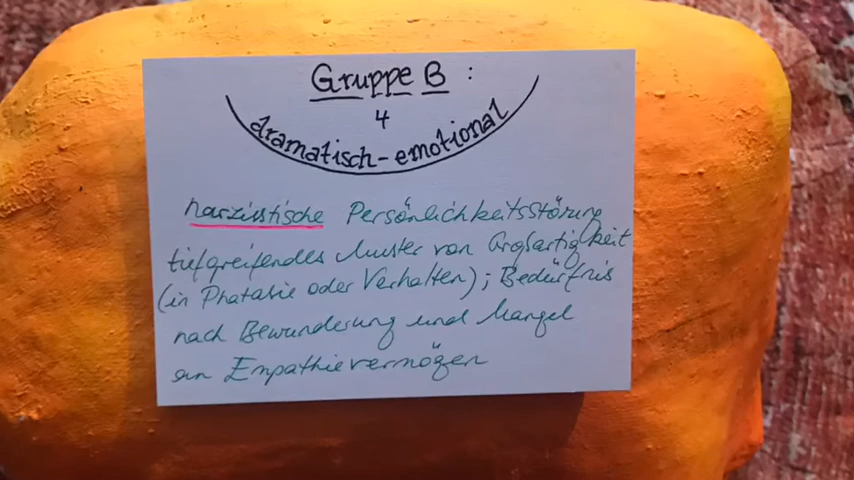 Gruppe B :
4
dramatisch-emotional
narzisstische Persönlichkeitsstörung
tiefgreifendes Muster von Großartigkeit
(in Phatasie oder Verhalten); Bedürfnis
nach Bewunderung und Mangel
an Empathievermögen